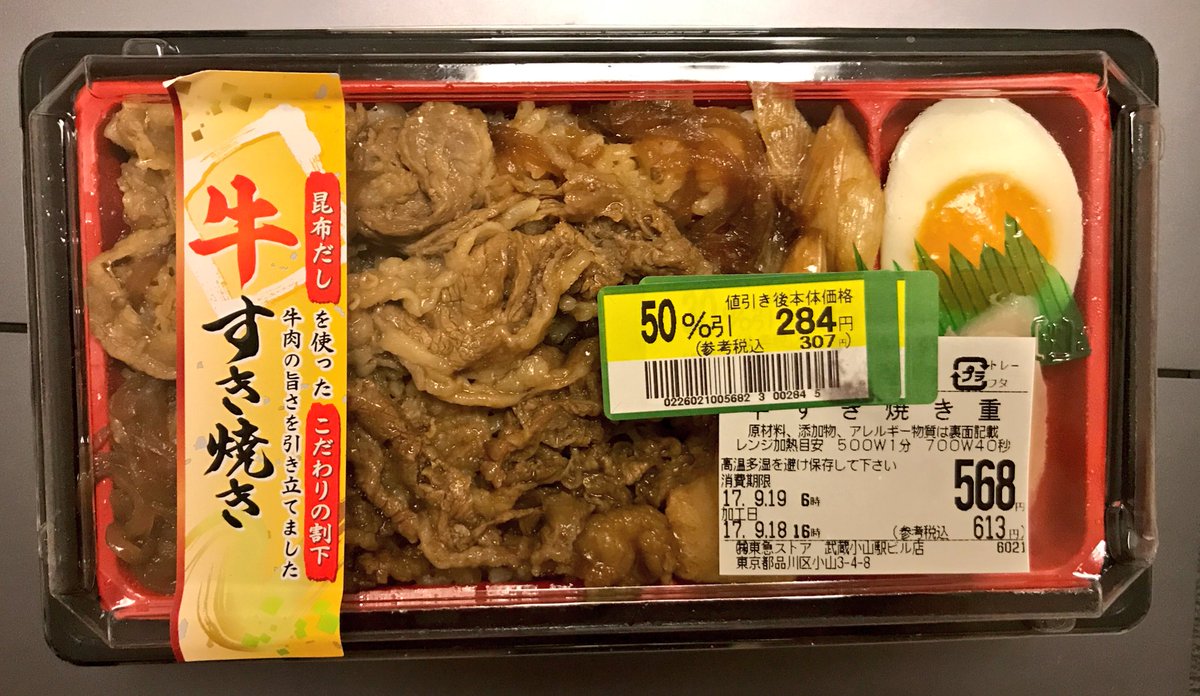 牛すき焼き
昆布だしを使ったこだわりの割下
牛肉の旨さを引き立てました
50%引
値引き後本体価格
284円
(参考税込 307円)
0226021005682 3 00284 5
プラ
トレー
フタ
牛すき焼き重
原材料、添加物、アレルギー物質は裏面記載
レンジ加熱目安 500W1分 700W40秒
高温多湿を避け保存して下さい
消費期限
17. 9.19 6時
568円
加工日
17. 9.18 16時
(参考税込 613円)
㈱東急ストア 武蔵小山駅ビル店 6021
東京都品川区小山3-4-8